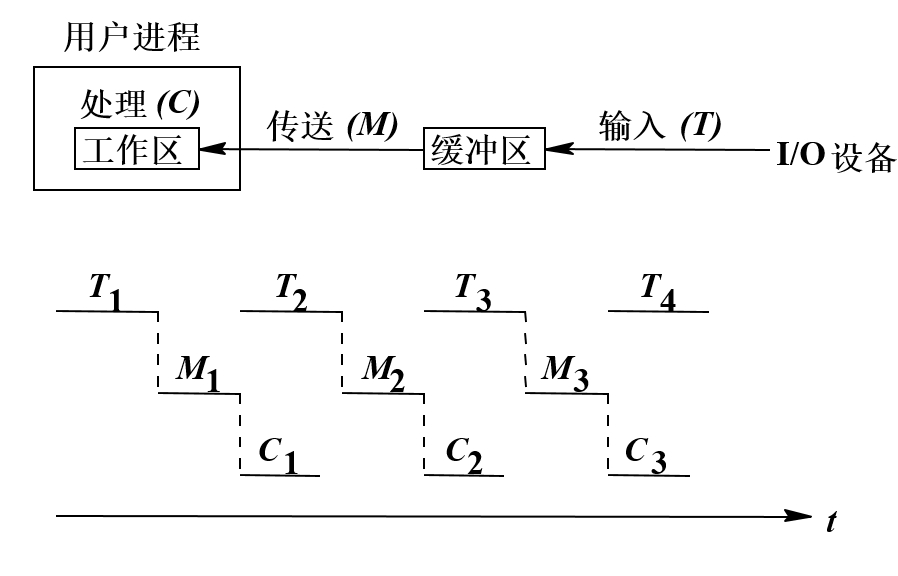 用户进程
处理 (C)
工作区
传送 (M)
缓冲区
输入 (T)
I/O 设备
T1 T2 T3 T4
M1 M2 M3
C1 C2 C3
t